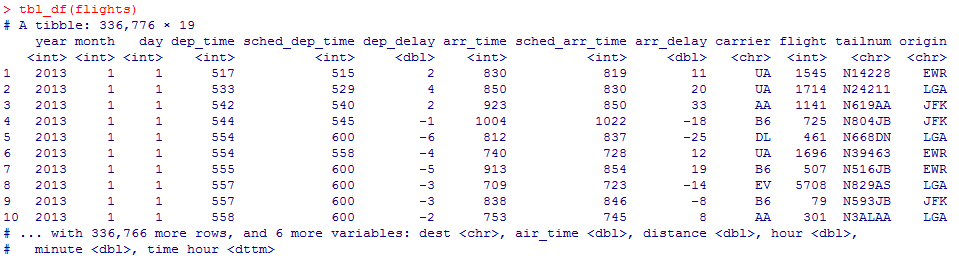 > tbl_df(flights)
# A tibble: 336,776 × 19
year month day dep_time sched_dep_time dep_delay arr_time sched_arr_time arr_delay carrier flight tailnum origin
<int> <int> <int> <int> <int> <dbl> <int> <int> <dbl> <chr> <int> <chr> <chr>
1 2013 1 1 517 515 2 830 819 11 UA 1545 N14228 EWR
2 2013 1 1 533 529 4 850 830 20 UA 1714 N24211 LGA
3 2013 1 1 542 540 2 923 850 33 AA 1141 N619AA JFK
4 2013 1 1 544 545 -1 1004 1022 -18 B6 725 N804JB JFK
5 2013 1 1 554 600 -6 812 837 -25 DL 461 N668DN LGA
6 2013 1 1 554 558 -4 740 728 12 UA 1696 N39463 EWR
7 2013 1 1 555 600 -5 913 854 19 B6 507 N516JB EWR
8 2013 1 1 557 600 -3 709 723 -14 EV 5708 N829AS LGA
9 2013 1 1 557 600 -3 838 846 -8 B6 79 N593JB JFK
10 2013 1 1 558 600 -2 753 745 8 AA 301 N3ALAA LGA
# ... with 336,766 more rows, and 6 more variables: dest <chr>, air_time <dbl>, distance <dbl>, hour <dbl>,
# minute <dbl>, time_hour <dttm>